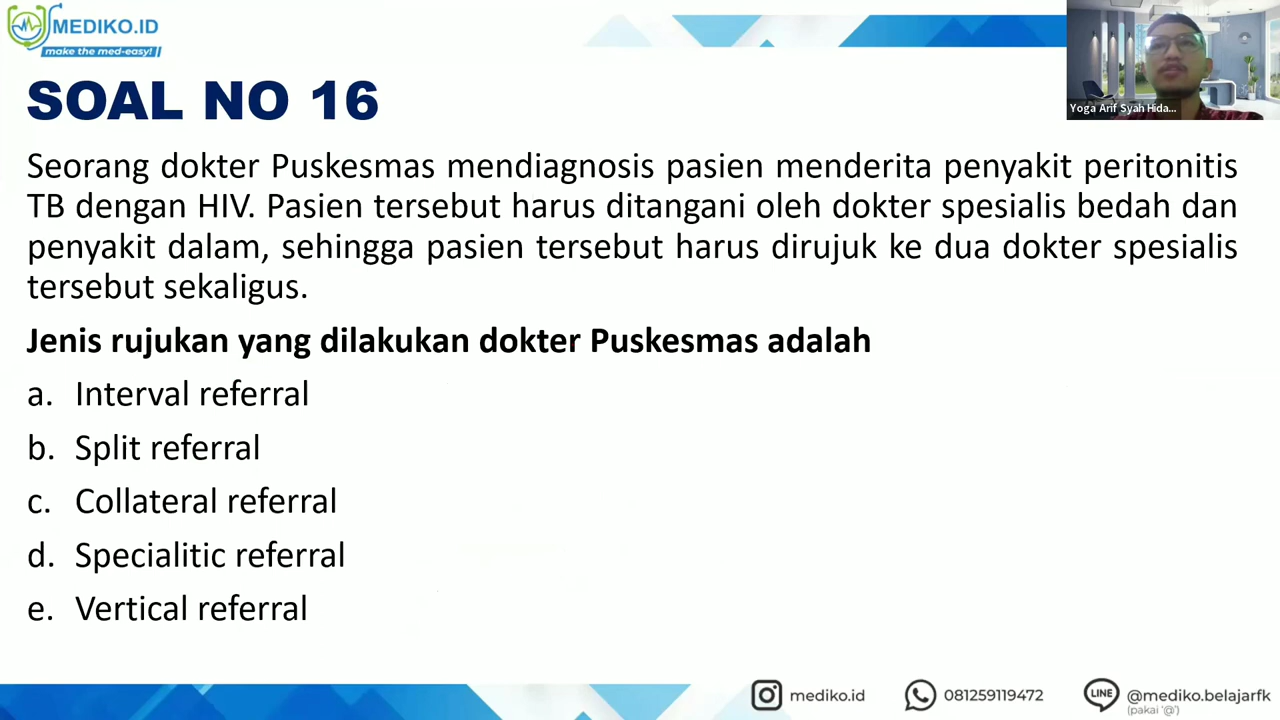 MEDIKO.ID
make the med-easy!
Yoga Arif Syah Hida...
SOAL NO 16
Seorang dokter Puskesmas mendiagnosis pasien menderita penyakit peritonitis
TB dengan HIV. Pasien tersebut harus ditangani oleh dokter spesialis bedah dan
penyakit dalam, sehingga pasien tersebut harus dirujuk ke dua dokter spesialis
tersebut sekaligus.
Jenis rujukan yang dilakukan dokter Puskesmas adalah
a. Interval referral
b. Split referral
c. Collateral referral
d. Specialitic referral
e. Vertical referral
mediko.id
081259119472
LINE
@mediko.belajarfk
(pakai '@')